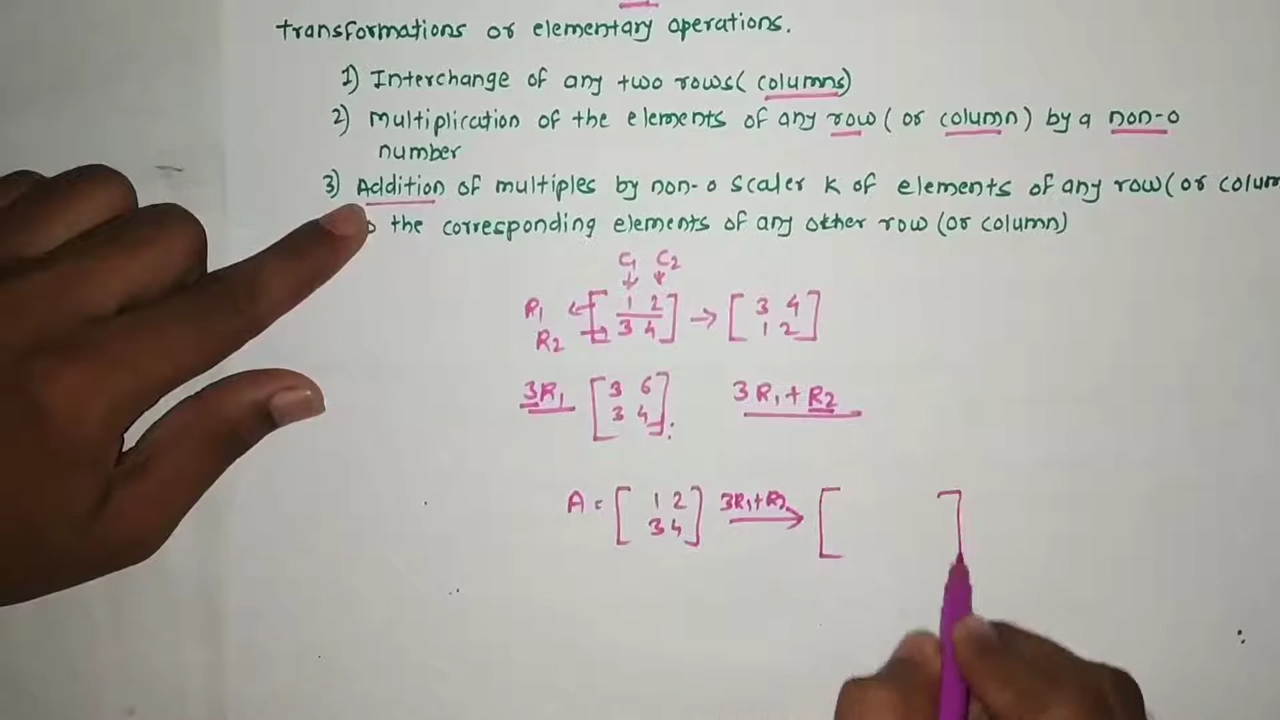 transformations or elementary operations.
1) Interchange of any two rows( columns)
2) Multiplication of the elements of any row( or column) by a non-0
number
3) Addition of multiples by non-0 scaler K of elements of any row( or colum
the corresponding elements of any other row (or column)
C1 C2
R1 [ 1 2 → [ 3 4
R2 3 4 ] 1 2 ]
3R1 [ 3 6 3R1 + R2
3 4 ].
A = [ 1 2 3R1+R2 → [ ]
3 4 ]